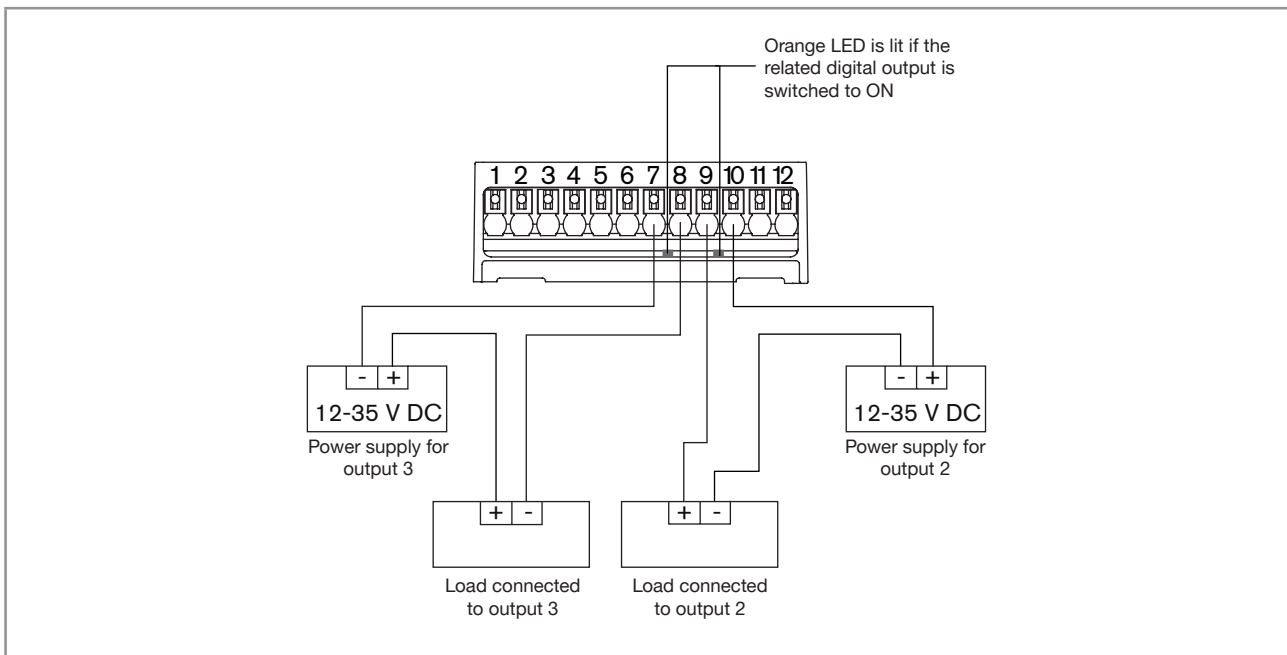 Orange LED is lit if the
related digital output is
switched to ON
1 2 3 4 5 6 7 8 9 10 11 12
- +
12-35 V DC
Power supply for
output 3
- +
12-35 V DC
Power supply for
output 2
+ -
Load connected
to output 3
+ -
Load connected
to output 2